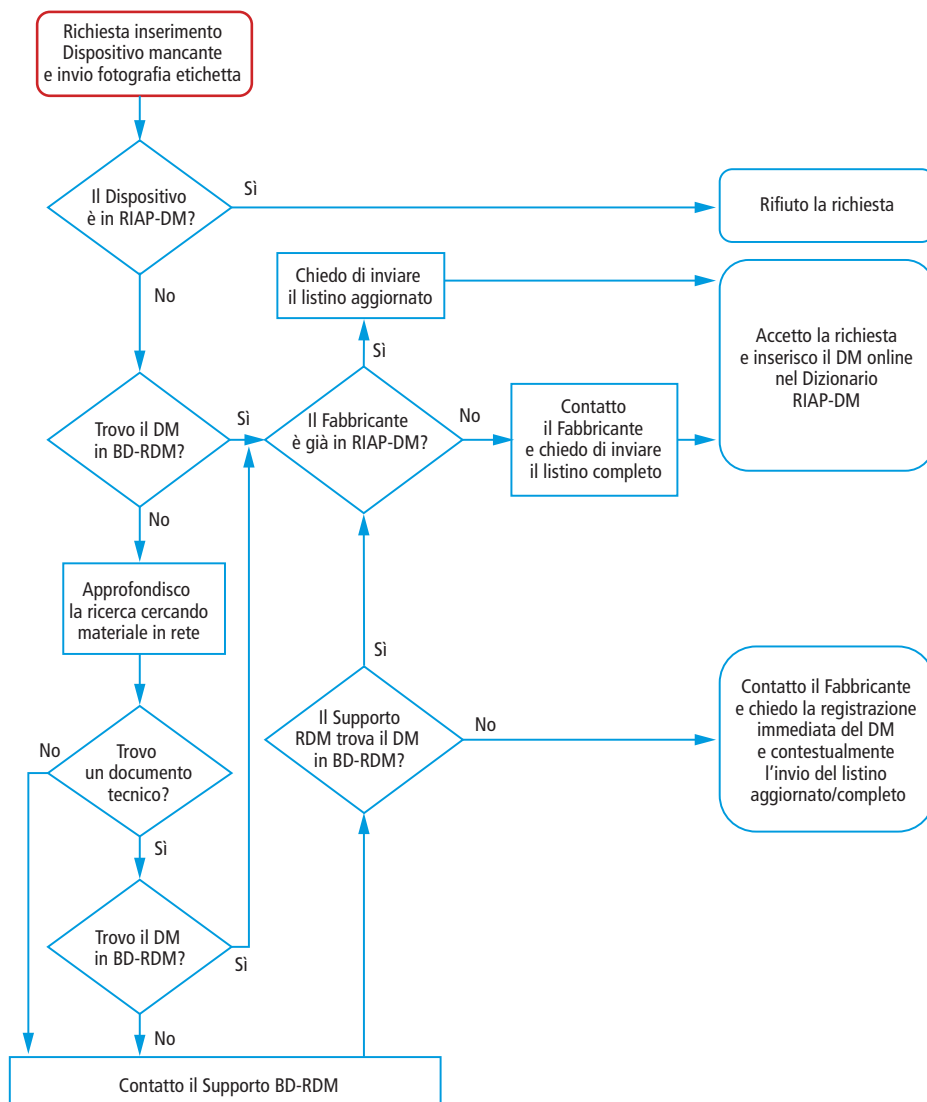 Richiesta inserimento
Dispositivo mancante
e invio fotografia etichetta
Il Dispositivo
è in RIAP-DM?
Sì
Rifiuto la richiesta
No
Chiedo di inviare
il listino aggiornato
Sì
Accetto la richiesta
e inserisco il DM online
nel Dizionario
RIAP-DM
Trovo il DM
in BD-RDM?
Sì
Il Fabbricante
è già in RIAP-DM?
No
Contatto
il Fabbricante
e chiedo di inviare
il listino completo
No
Approfondisco
la ricerca cercando
materiale in rete
Sì
No
Trovo
un documento
tecnico?
Il Supporto
RDM trova il DM
in BD-RDM?
No
Contatto il Fabbricante
e chiedo la registrazione
immediata del DM
e contestualmente
l’invio del listino
aggiornato/completo
Sì
Trovo il DM
in BD-RDM?
Sì
No
Contatto il Supporto BD-RDM